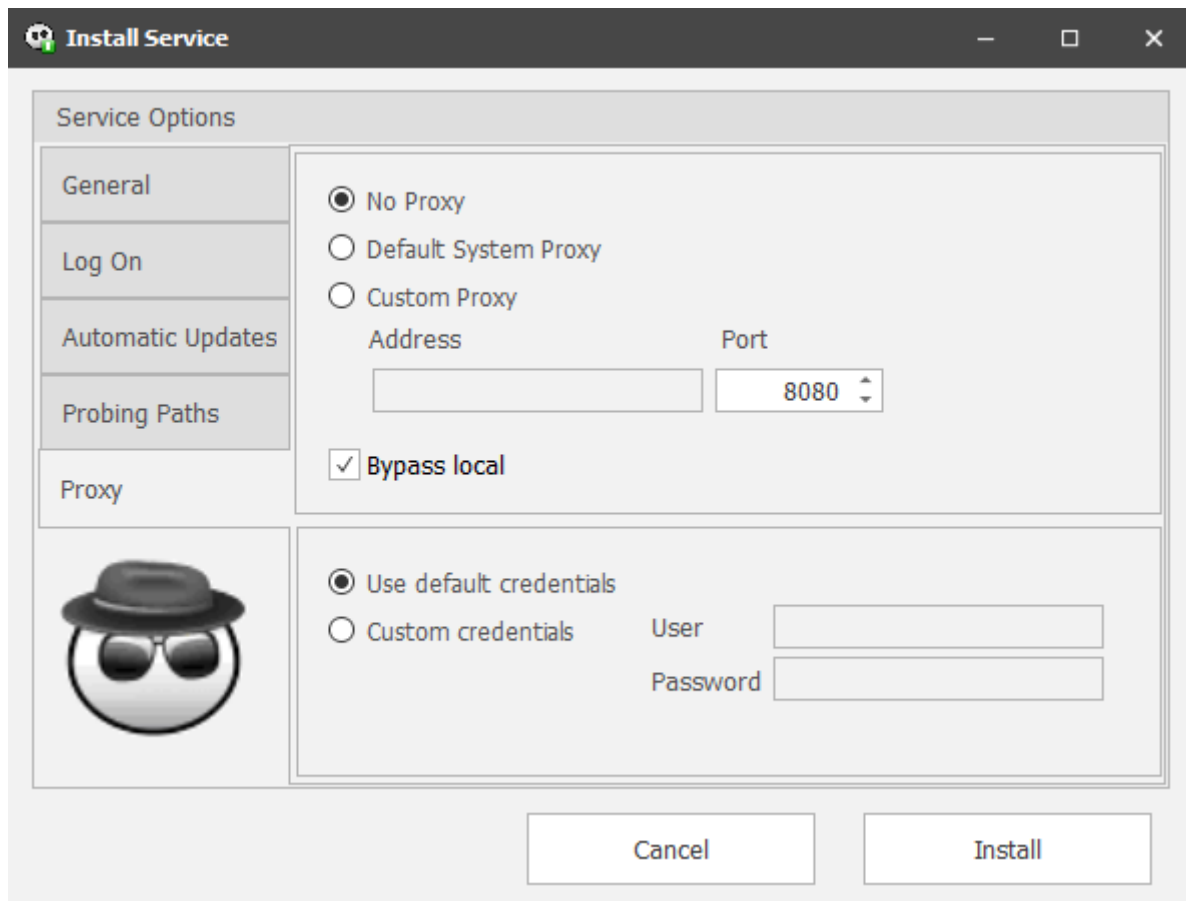 Install Service
Service Options
General
Log On
Automatic Updates
Probing Paths
Proxy
No Proxy
Default System Proxy
Custom Proxy
Address Port
8080
Bypass local
Use default credentials
Custom credentials User
Password
Cancel Install